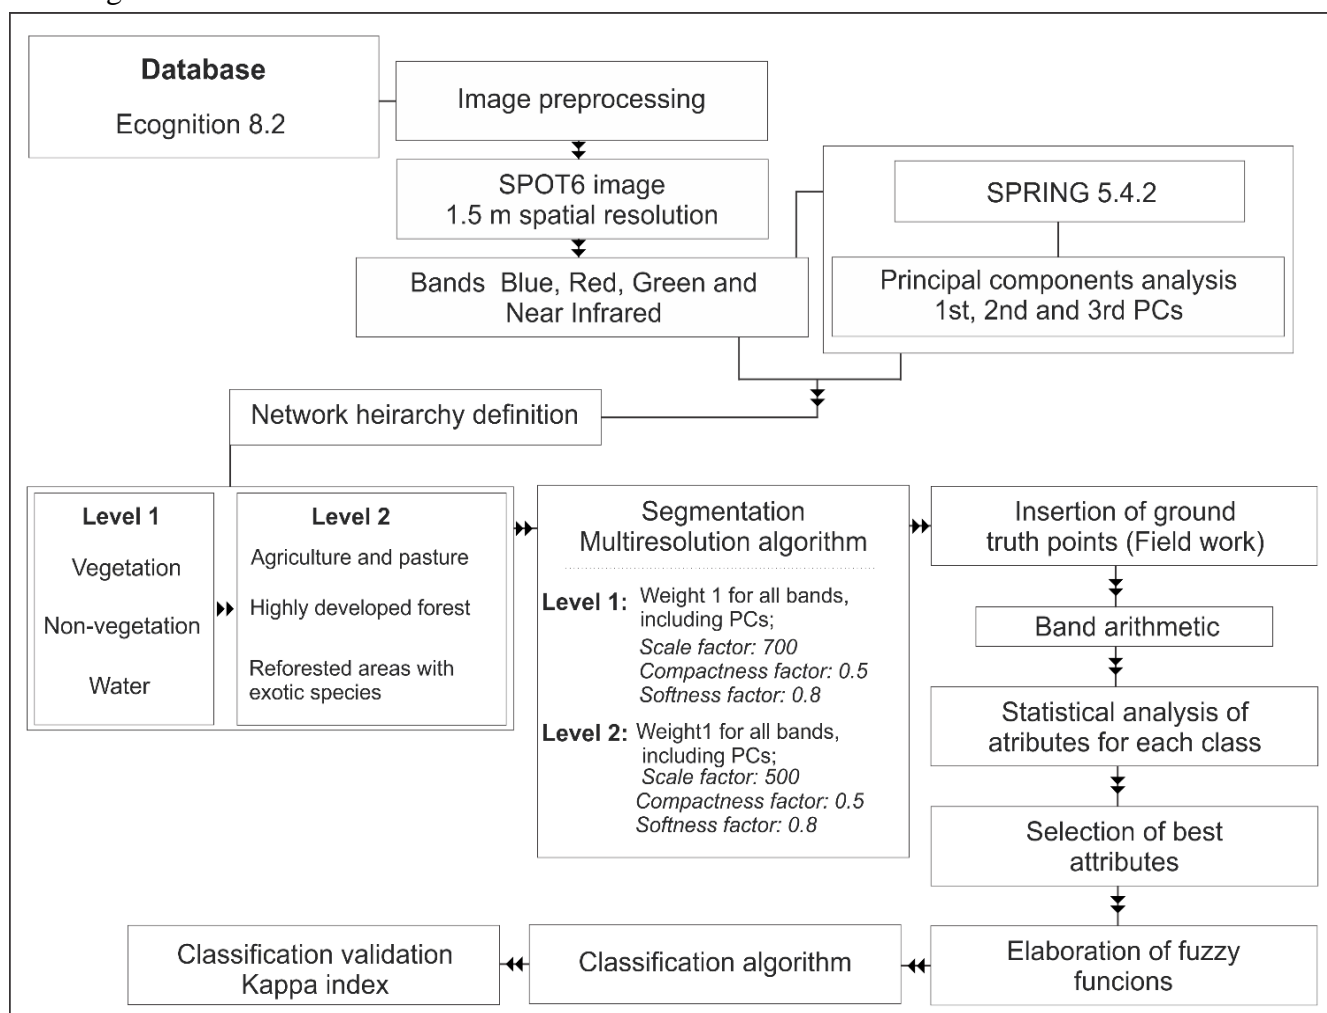 Database
Ecognition 8.2
Image preprocessing
SPOT6 image
1.5 m spatial resolution
Bands Blue, Red, Green and
Near Infrared
SPRING 5.4.2
Principal components analysis
1st, 2nd and 3rd PCs
Network heirarchy definition
Level 1
Vegetation
Non-vegetation
Water
Level 2
Agriculture and pasture
Highly developed forest
Reforested areas with
exotic species
Segmentation
Multiresolution algorithm
Level 1: Weight 1 for all bands,
including PCs;
Scale factor: 700
Compactness factor: 0.5
Softness factor: 0.8
Level 2: Weight1 for all bands,
including PCs;
Scale factor: 500
Compactness factor: 0.5
Softness factor: 0.8
Insertion of ground
truth points (Field work)
Band arithmetic
Statistical analysis of
atributes for each class
Selection of best
attributes
Elaboration of fuzzy
funcions
Classification algorithm
Classification validation
Kappa index